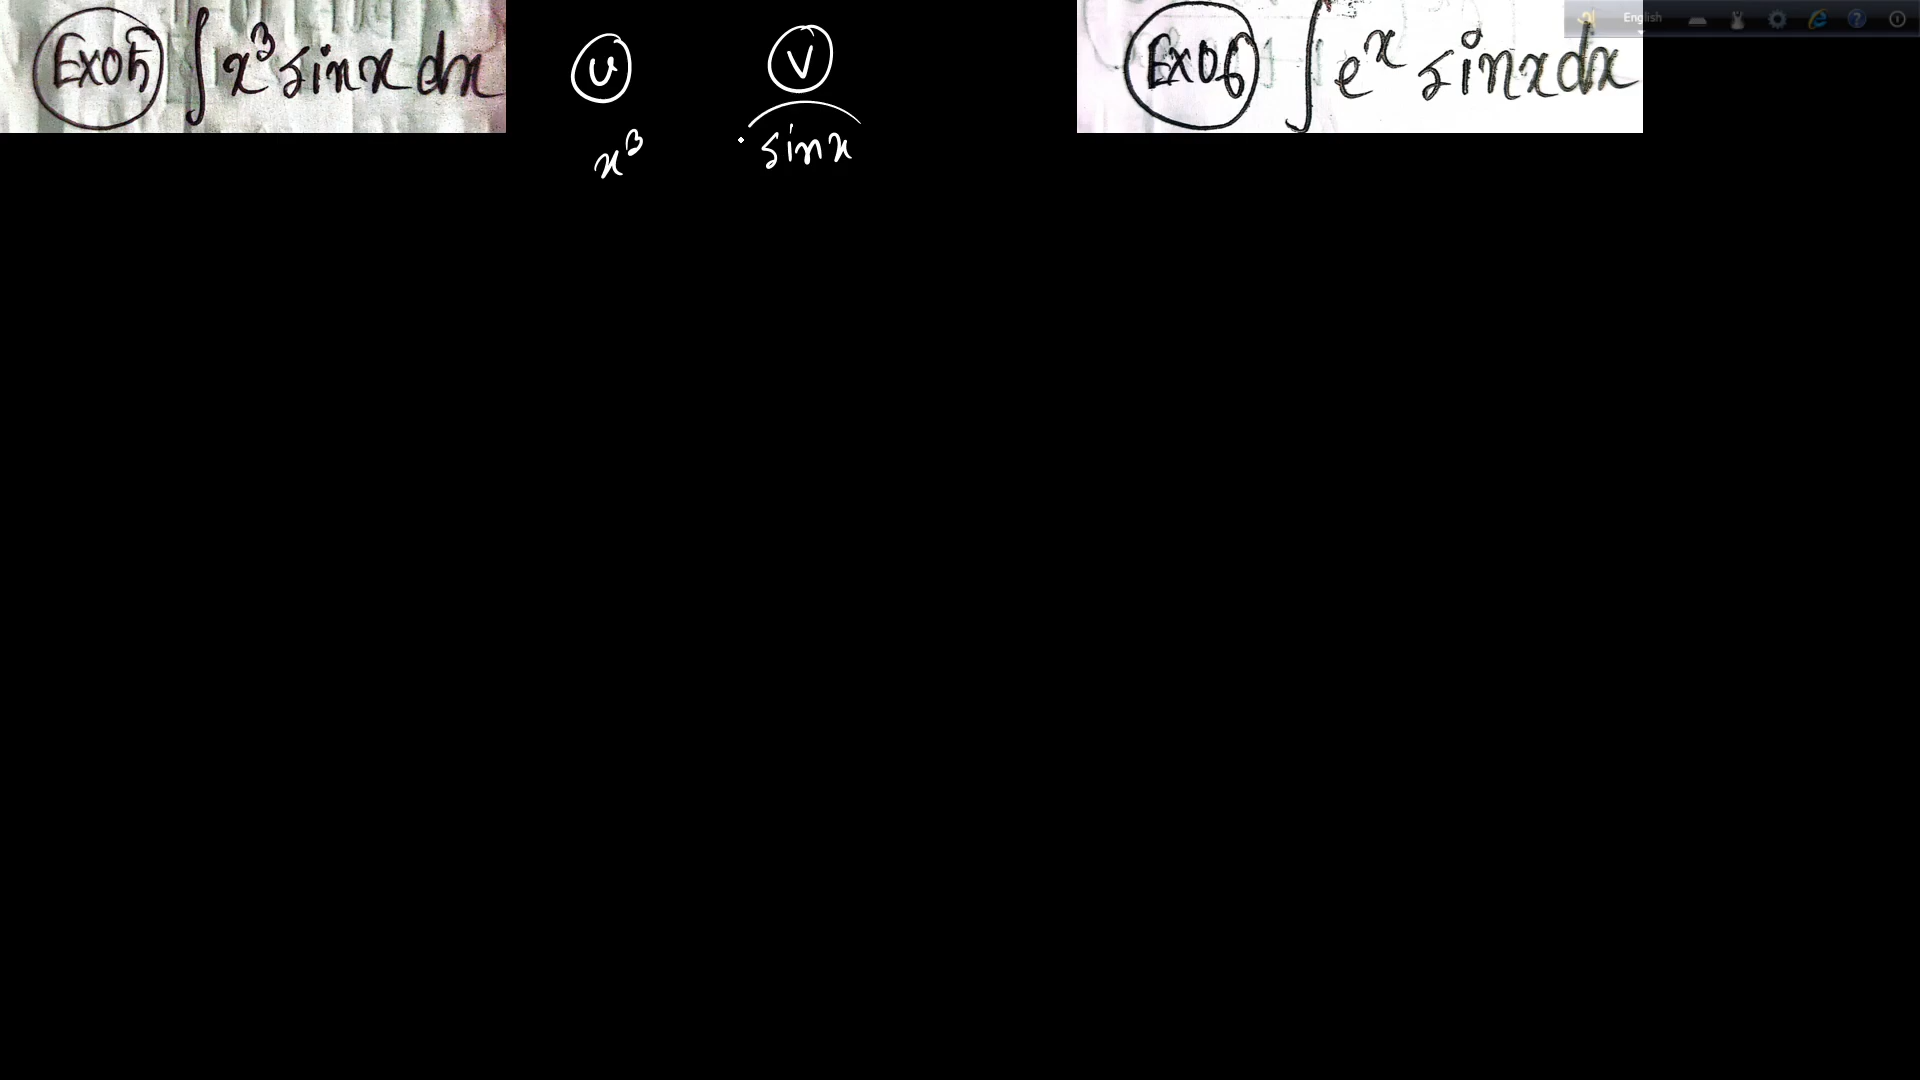 Ex05 ∫ x³ sinx dx
u v
x³ sinx
Ex06 ∫ eˣ sinx dx
English